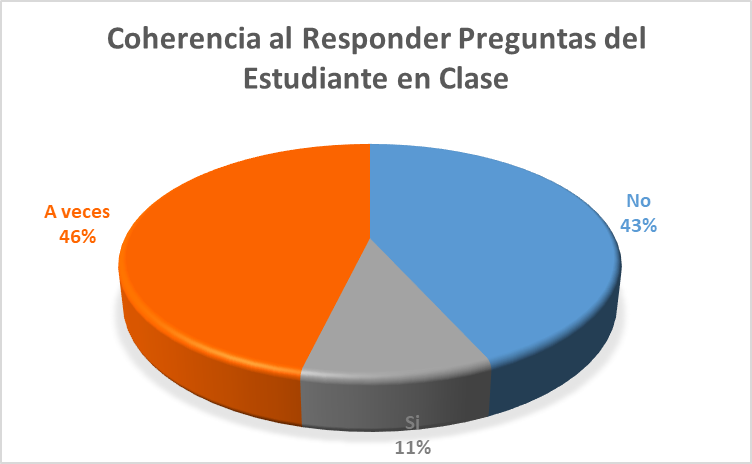 Coherencia al Responder Preguntas del
Estudiante en Clase
A veces
46%
No
43%
Si
11%